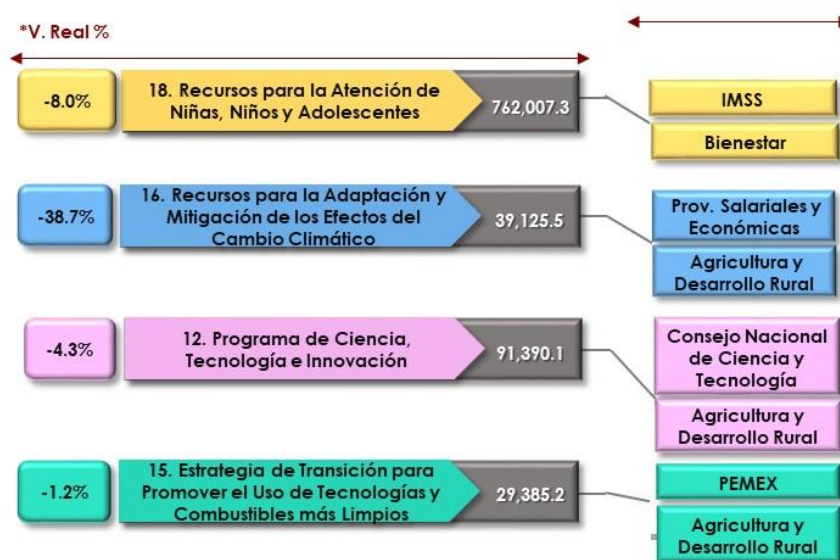 *V. Real %
-8.0%
18. Recursos para la Atención de
Niñas, Niños y Adolescentes
762,007.3
IMSS
Bienestar
-38.7%
16. Recursos para la Adaptación y
Mitigación de los Efectos del
Cambio Climático
39,125.5
Prov. Salariales y
Económicas
Agricultura y
Desarrollo Rural
-4.3%
12. Programa de Ciencia,
Tecnología e Innovación
91,390.1
Consejo Nacional
de Ciencia y
Tecnología
Agricultura y
Desarrollo Rural
-1.2%
15. Estrategia de Transición para
Promover el Uso de Tecnologías y
Combustibles más Limpios
29,385.2
PEMEX
Agricultura y
Desarrollo Rural